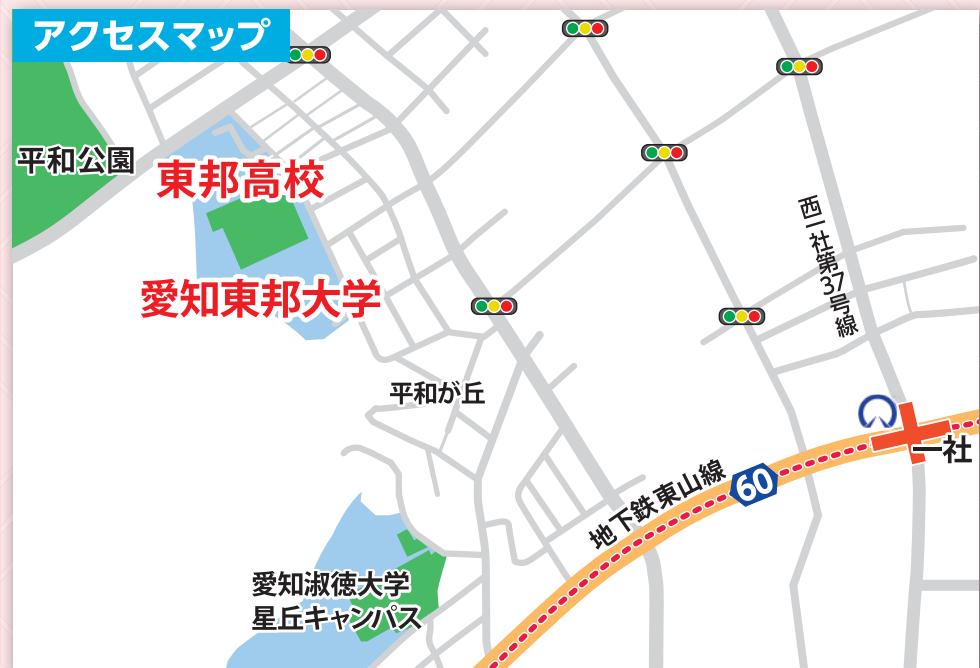 アクセスマップ
平和公園
東邦高校
愛知東邦大学
西一社第37号線
平和が丘
一社
地下鉄東山線
60
愛知淑徳大学
星丘キャンパス